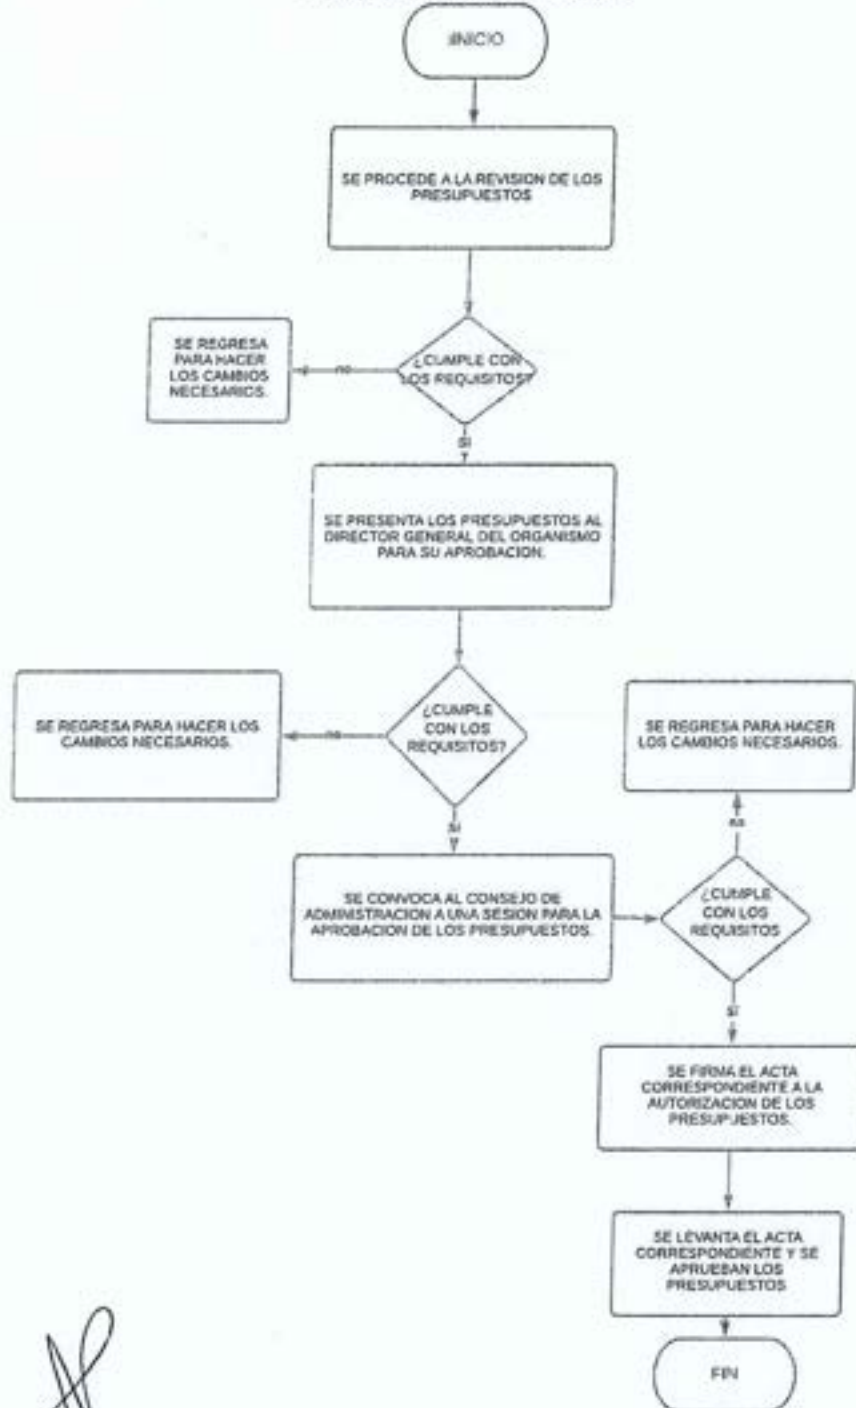 INICIO
SE PROCEDE A LA REVISION DE LOS
PRESUPUESTOS
¿CUMPLE CON
LOS REQUISITOS?
no
SE REGRESA
PARA HACER
LOS CAMBIOS
NECESARIOS.
SI
SE PRESENTA LOS PRESUPUESTOS AL
DIRECTOR GENERAL DEL ORGANISMO
PARA SU APROBACION.
¿CUMPLE
CON LOS
REQUISITOS?
no
SE REGRESA PARA HACER LOS
CAMBIOS NECESARIOS.
SI
SE CONVOCA AL CONSEJO DE
ADMINISTRACION A UNA SESION PARA LA
APROBACION DE LOS PRESUPUESTOS.
¿CUMPLE
CON LOS
REQUISITOS
no
SE REGRESA PARA HACER
LOS CAMBIOS NECESARIOS.
SI
SE FIRMA EL ACTA
CORRESPONDIENTE A LA
AUTORIZACION DE LOS
PRESUPUESTOS.
SE LEVANTA EL ACTA
CORRESPONDIENTE Y SE
APRUEBAN LOS
PRESUPUESTOS
FIN